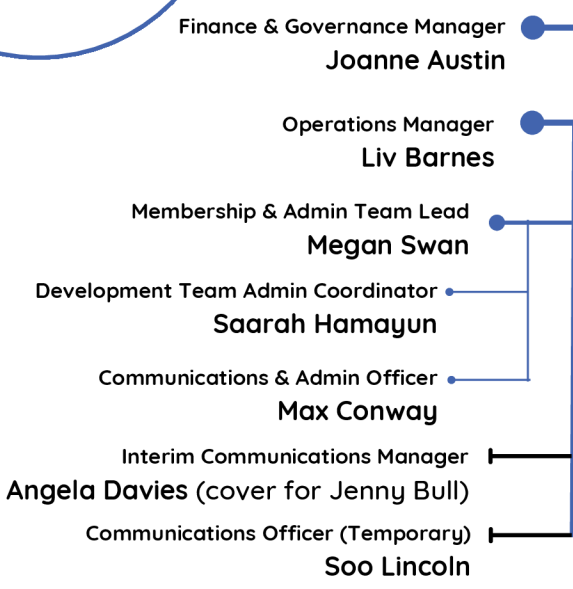 Finance & Governance Manager
Joanne Austin
Operations Manager
Liv Barnes
Membership & Admin Team Lead
Megan Swan
Development Team Admin Coordinator
Saarah Hamayun
Communications & Admin Officer
Max Conway
Interim Communications Manager
Angela Davies (cover for Jenny Bull)
Communications Officer (Temporary)
Soo Lincoln